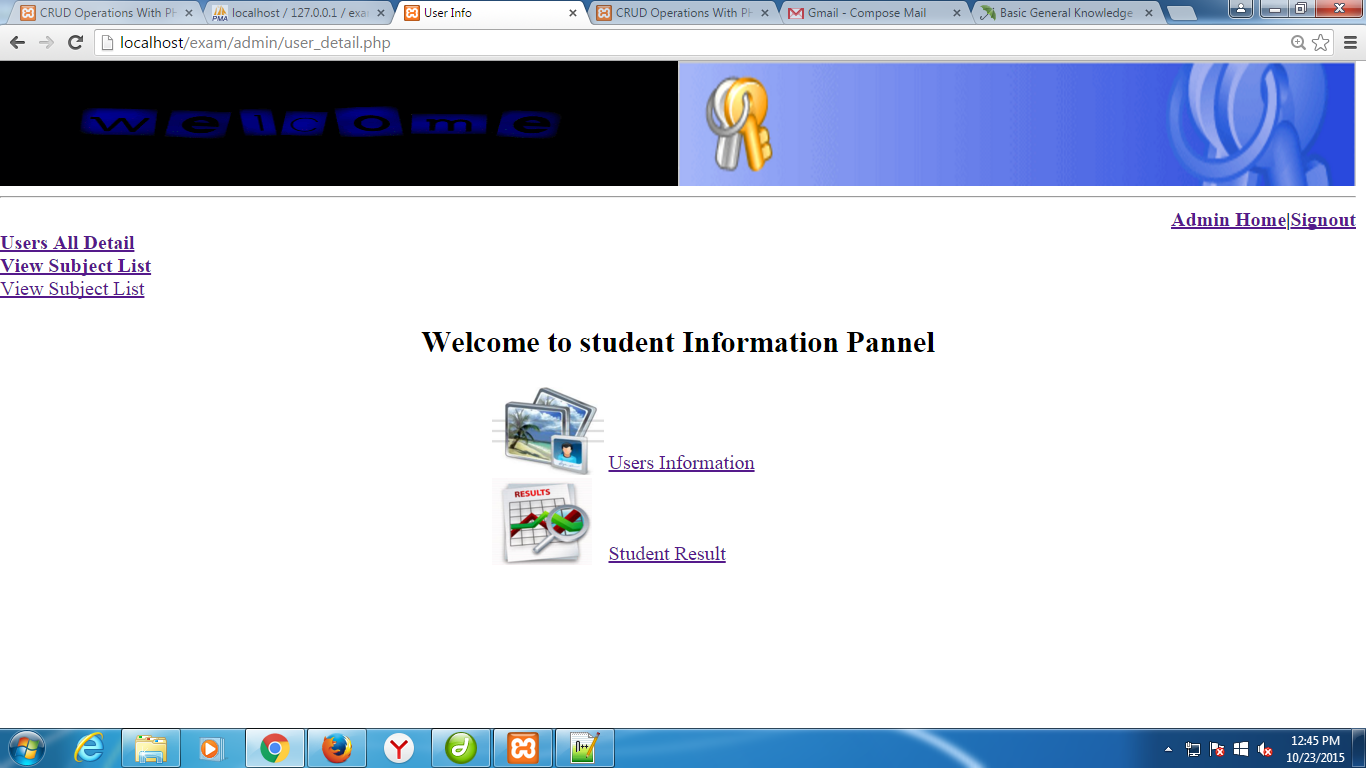 CRUD Operations With PH
localhost / 127.0.0.1 / exa
User Info
CRUD Operations With PH
Gmail - Compose Mail
Basic General Knowledge
localhost/exam/admin/user_detail.php
welcome
Admin Home|Signout
Users All Detail
View Subject List
View Subject List
Welcome to student Information Pannel
Users Information
RESULTS
Student Result
12:45 PM
10/23/2015